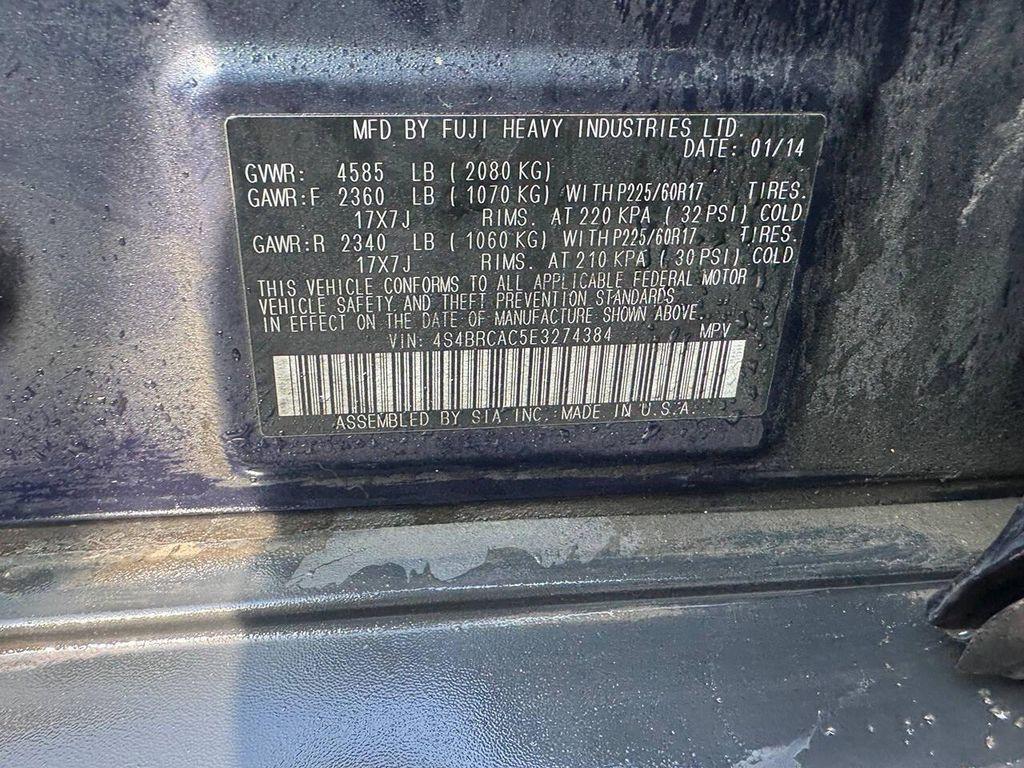 MFD BY FUJI HEAVY INDUSTRIES LTD.
DATE: 01/14
GVWR: 4585 LB ( 2080 KG)
GAWR:F 2360 LB ( 1070 KG) WITHP225/60R17 TIRES.
17X7J RIMS. AT 220 KPA ( 32 PSI) COLD
GAWR:R 2340 LB ( 1060 KG) WITHP225/60R17 TIRES.
17X7J RIMS. AT 210 KPA ( 30 PSI) COLD
THIS VEHICLE CONFORMS TO ALL APPLICABLE FEDERAL MOTOR
VEHICLE SAFETY AND THEFT PREVENTION STANDARDS
IN EFFECT ON THE DATE OF MANUFACTURE SHOWN ABOVE.
VIN: 4S4BRCAC5E3274384 MPV
ASSEMBLED BY SIA INC. MADE IN U.S.A.